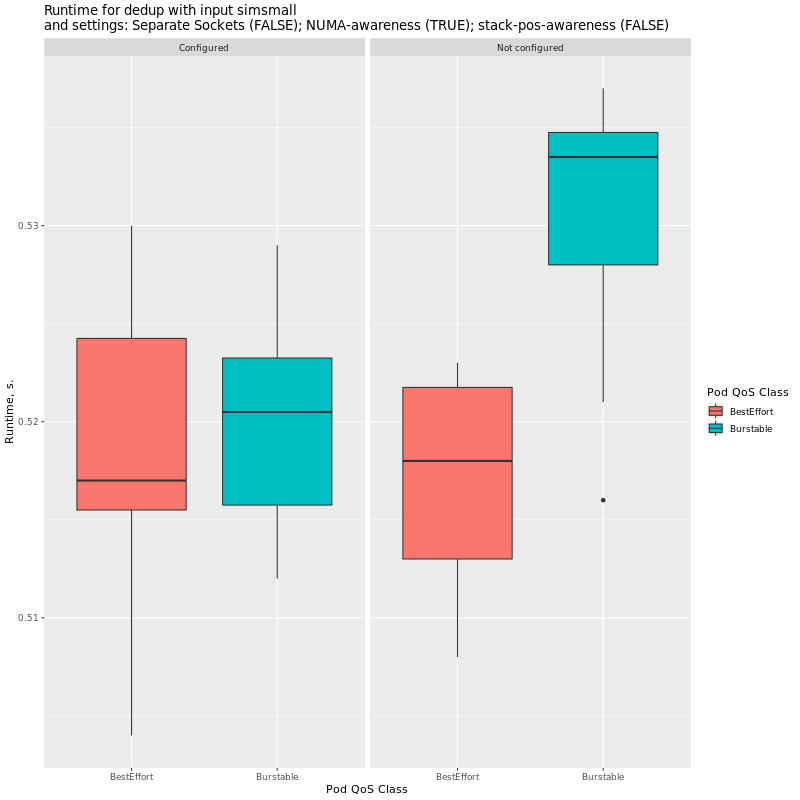 Runtime for dedup with input simsmall
and settings: Separate Sockets (FALSE); NUMA-awareness (TRUE); stack-pos-awareness (FALSE)
Configured
Not configured
0.53
0.52
0.51
Runtime, s.
BestEffort
Burstable
BestEffort
Burstable
Pod QoS Class
Pod QoS Class
BestEffort
Burstable